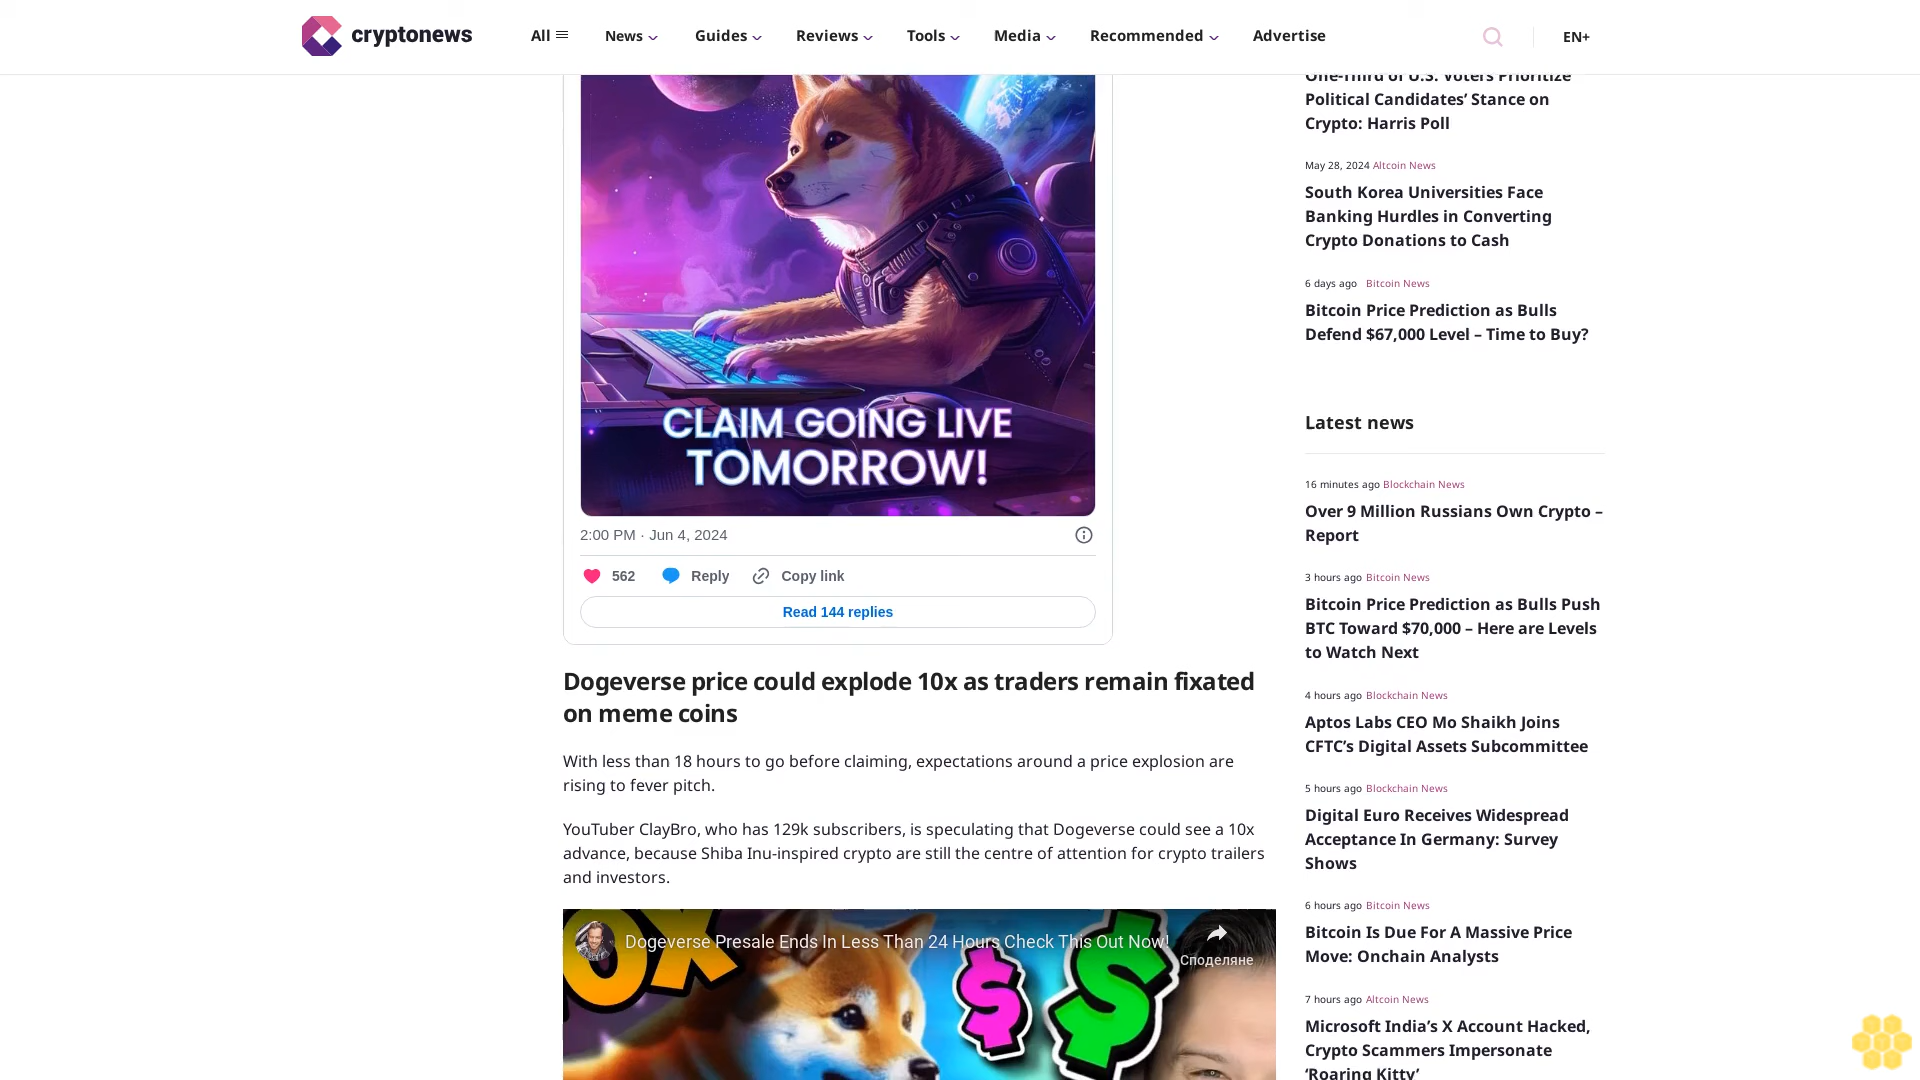 cryptonews
All
News
Guides
Reviews
Tools
Media
Recommended
Advertise
EN+
CLAIM GOING LIVE
TOMORROW!
2:00 PM · Jun 4, 2024
562
Reply
Copy link
Read 144 replies
Dogeverse price could explode 10x as traders remain fixated
on meme coins
With less than 18 hours to go before claiming, expectations around a price explosion are
rising to fever pitch.
YouTuber ClayBro, who has 129k subscribers, is speculating that Dogeverse could see a 10x
advance, because Shiba Inu-inspired crypto are still the centre of attention for crypto trailers
and investors.
Dogeverse Presale Ends In Less Than 24 Hours Check This Out Now!
Споделяне
10X
$ $
One-Third of U.S. Voters Prioritize
Political Candidates’ Stance on
Crypto: Harris Poll
May 28, 2024 Altcoin News
South Korea Universities Face
Banking Hurdles in Converting
Crypto Donations to Cash
6 days ago Bitcoin News
Bitcoin Price Prediction as Bulls
Defend $67,000 Level – Time to Buy?
Latest news
16 minutes ago Blockchain News
Over 9 Million Russians Own Crypto –
Report
3 hours ago Bitcoin News
Bitcoin Price Prediction as Bulls Push
BTC Toward $70,000 – Here are Levels
to Watch Next
4 hours ago Blockchain News
Aptos Labs CEO Mo Shaikh Joins
CFTC’s Digital Assets Subcommittee
5 hours ago Blockchain News
Digital Euro Receives Widespread
Acceptance In Germany: Survey
Shows
6 hours ago Bitcoin News
Bitcoin Is Due For A Massive Price
Move: Onchain Analysts
7 hours ago Altcoin News
Microsoft India’s X Account Hacked,
Crypto Scammers Impersonate
‘Roaring Kitty’